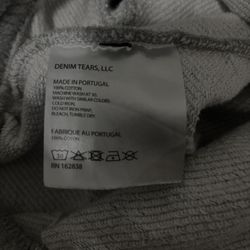 DENIM TEARS, LLC
MADE IN PORTUGAL
100% COTTON
MACHINE WASH AT 30.
WASH WITH SIMILAR COLORS.
COLD IRON.
DO NOT IRON PRINT.
BLEACH, TUMBLE DRY.
FABRIQUÉ AU PORTUGAL
100% COTTON
RN 162838